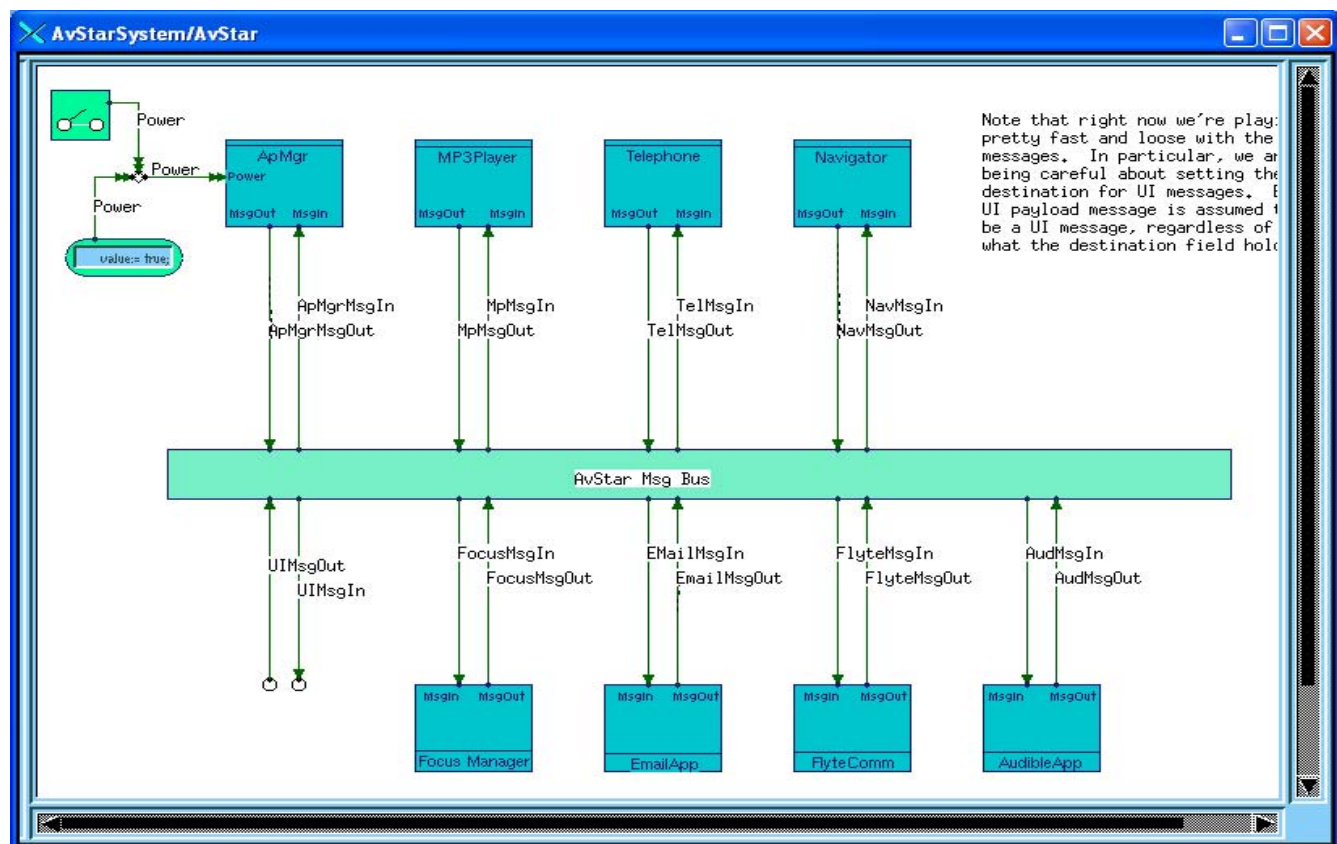 AvStarSystem/AvStar
Power
Power
Power
value:= true;
ApMgr
Power
MsgOut MsgIn
MP3Player
MsgOut MsgIn
Telephone
MsgOut MsgIn
Navigator
MsgOut MsgIn
Note that right now we're play
pretty fast and loose with the
messages. In particular, we a
being careful about setting the
destination for UI messages.
UI payload message is assumed
be a UI message, regardless of
what the destination field hol
ApMgrMsgIn
ApMgrMsgOut
MpMsgIn
MpMsgOut
TelMsgIn
TelMsgOut
NavMsgIn
NavMsgOut
AvStar Msg Bus
UIMsgOut
UIMsgIn
FocusMsgIn
FocusMsgOut
EMailMsgIn
EmailMsgOut
FlyteMsgIn
FlyteMsgOut
AudMsgIn
AudMsgOut
MsgIn MsgOut
Focus Manager
MsgIn MsgOut
EmailApp
MsgIn MsgOut
FlyteComm
MsgIn MsgOut
AudibleApp